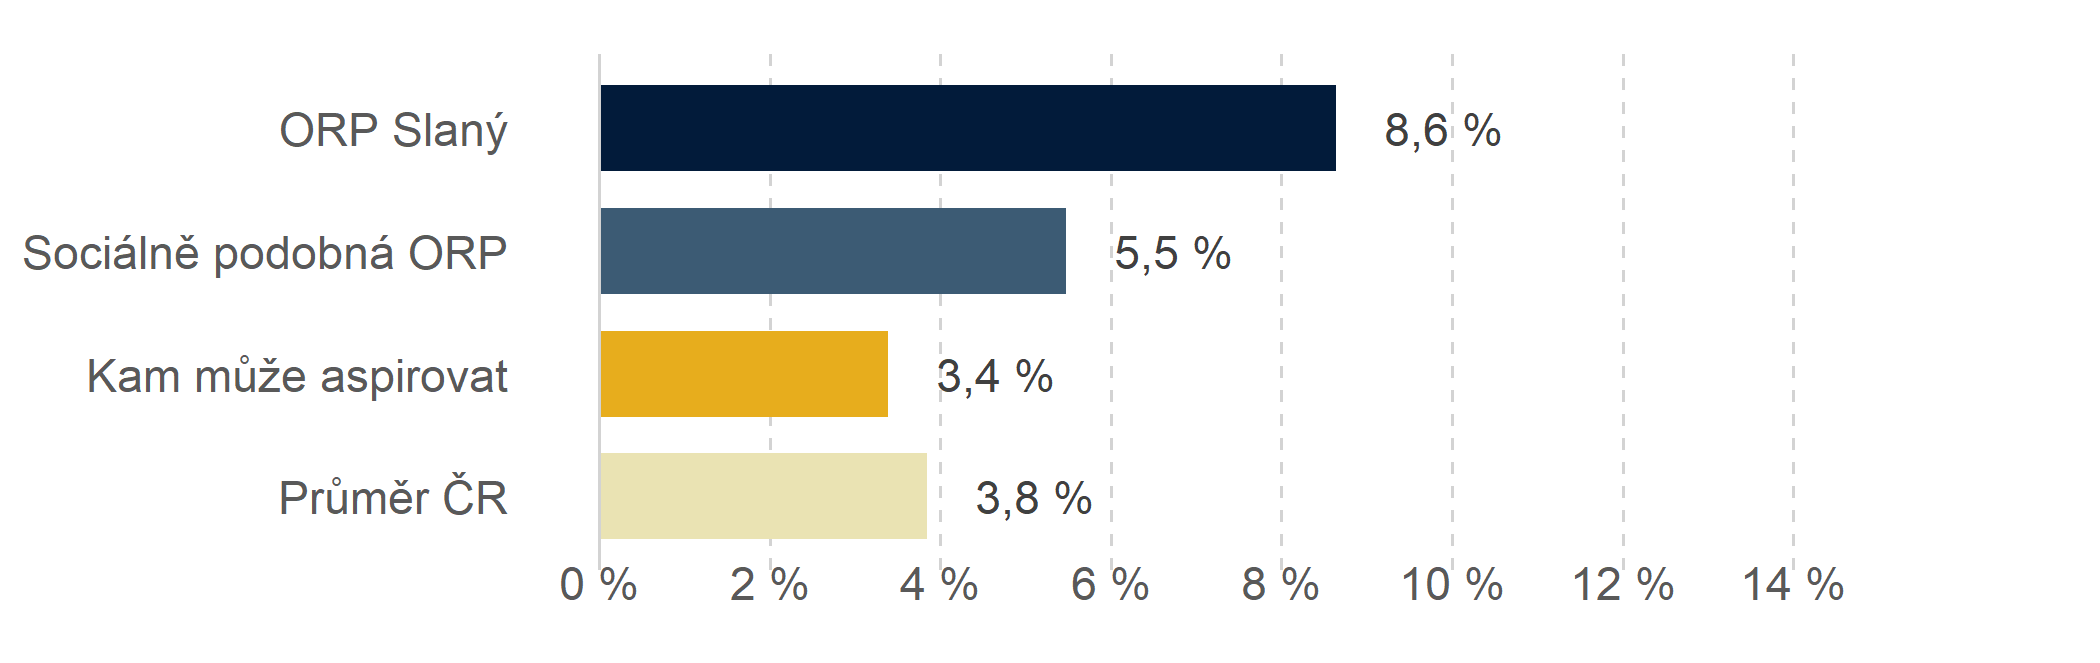 ORP Slaný
8,6 %
Sociálně podobná ORP
5,5 %
Kam může aspirovat
3,4 %
Průměr ČR
3,8 %
0 % 2 % 4 % 6 % 8 % 10 % 12 % 14 %